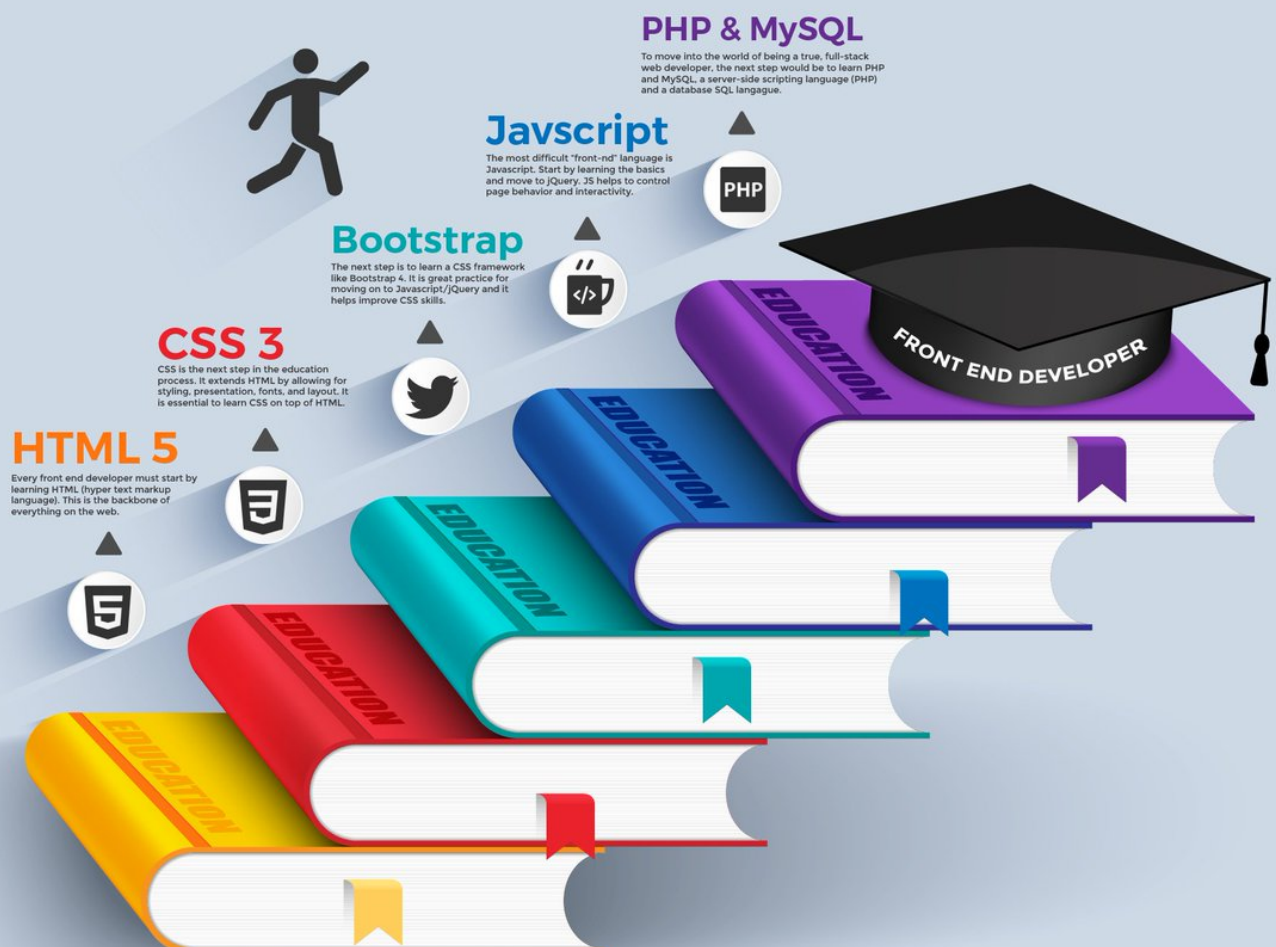 PHP & MySQL
To move into the world of being a true, full-stack
web developer, the next step would be to learn PHP
and MySQL, a server-side scripting language (PHP)
and a database SQL langague.
Javscript
The most difficult "front-nd" language is
Javascript. Start by learning the basics
and move to jQuery. JS helps to control
page behavior and interactivity.
PHP
Bootstrap
The next step is to learn a CSS framework
like Bootstrap 4. It is great practice for
moving on to Javascript/jQuery and it
helps improve CSS skills.
</>
CSS 3
CSS is the next step in the education
process. It extends HTML by allowing for
styling, presentation, fonts, and layout. It
is essential to learn CSS on top of HTML.
HTML 5
Every front end developer must start by
learning HTML (hyper text markup
language). This is the backbone of
everything on the web.
3
5
FRONT END DEVELOPER
EDUCATION
EDUCATION
EDUCATION
EDUCATION
EDUCATION